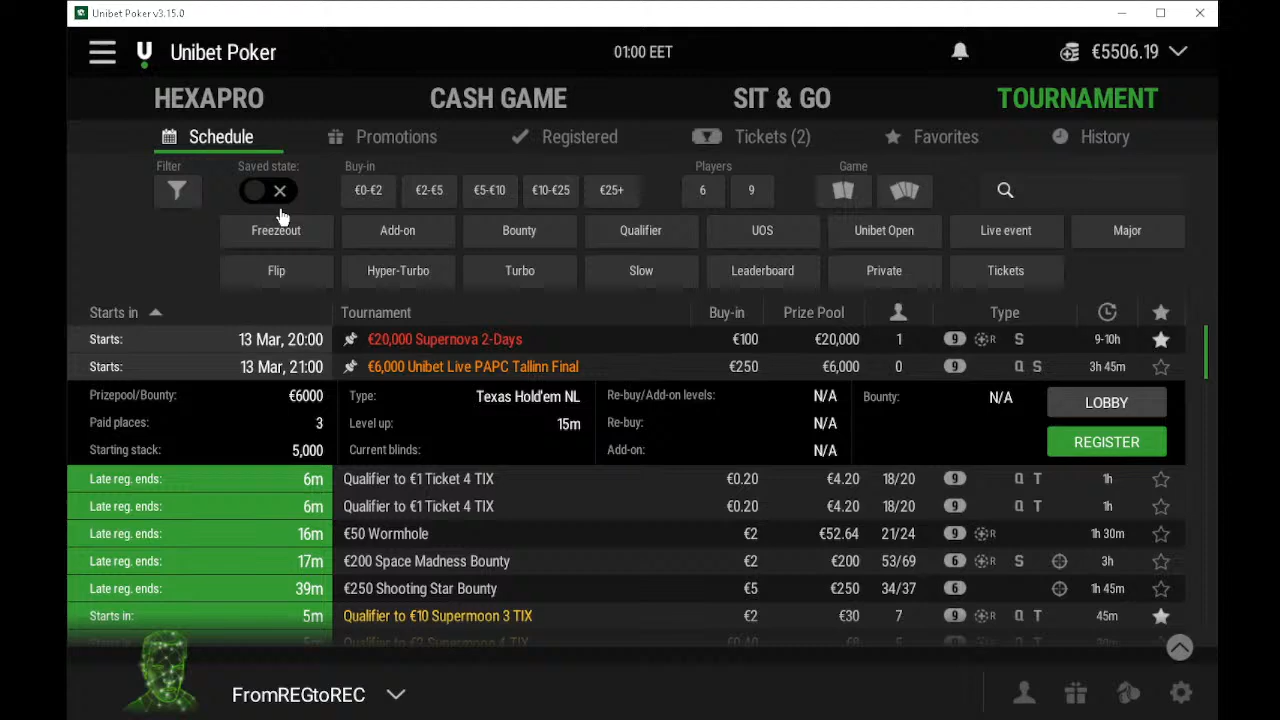 Unibet Poker v3.15.0
Unibet Poker 01:00 EET €5506.19
HEXAPRO CASH GAME SIT & GO TOURNAMENT
Schedule Promotions Registered Tickets (2) Favorites History
Filter Saved state: Buy-in Players Game
€0-€2 €2-€5 €5-€10 €10-€25 €25+ 6 9
Freezeout Add-on Bounty Qualifier UOS Unibet Open Live event Major
Flip Hyper-Turbo Turbo Slow Leaderboard Private Tickets
Starts in Tournament Buy-in Prize Pool Type
Starts: 13 Mar, 20:00 €20,000 Supernova 2-Days €100 €20,000 1 9 R S 9-10h
Starts: 13 Mar, 21:00 €6,000 Unibet Live PAPC Tallinn Final €250 €6,000 0 9 Q S 3h 45m
Prizepool/Bounty: €6000 Type: Texas Hold'em NL Re-buy/Add-on levels: N/A Bounty: N/A LOBBY
Paid places: 3 Level up: 15m Re-buy: N/A
Starting stack: 5,000 Current blinds: Add-on: N/A REGISTER
Late reg. ends: 6m Qualifier to €1 Ticket 4 TIX €0.20 €4.20 18/20 9 Q T 1h
Late reg. ends: 6m Qualifier to €1 Ticket 4 TIX €0.20 €4.20 18/20 9 Q T 1h
Late reg. ends: 16m €50 Wormhole €2 €52.64 21/24 9 R 1h 30m
Late reg. ends: 17m €200 Space Madness Bounty €2 €200 53/69 6 R S 3h
Late reg. ends: 39m €250 Shooting Star Bounty €5 €250 34/37 6 1h 45m
Starts in: 5m Qualifier to €10 Supermoon 3 TIX €2 €30 7 9 R Q T 45m
FromREGtoREC